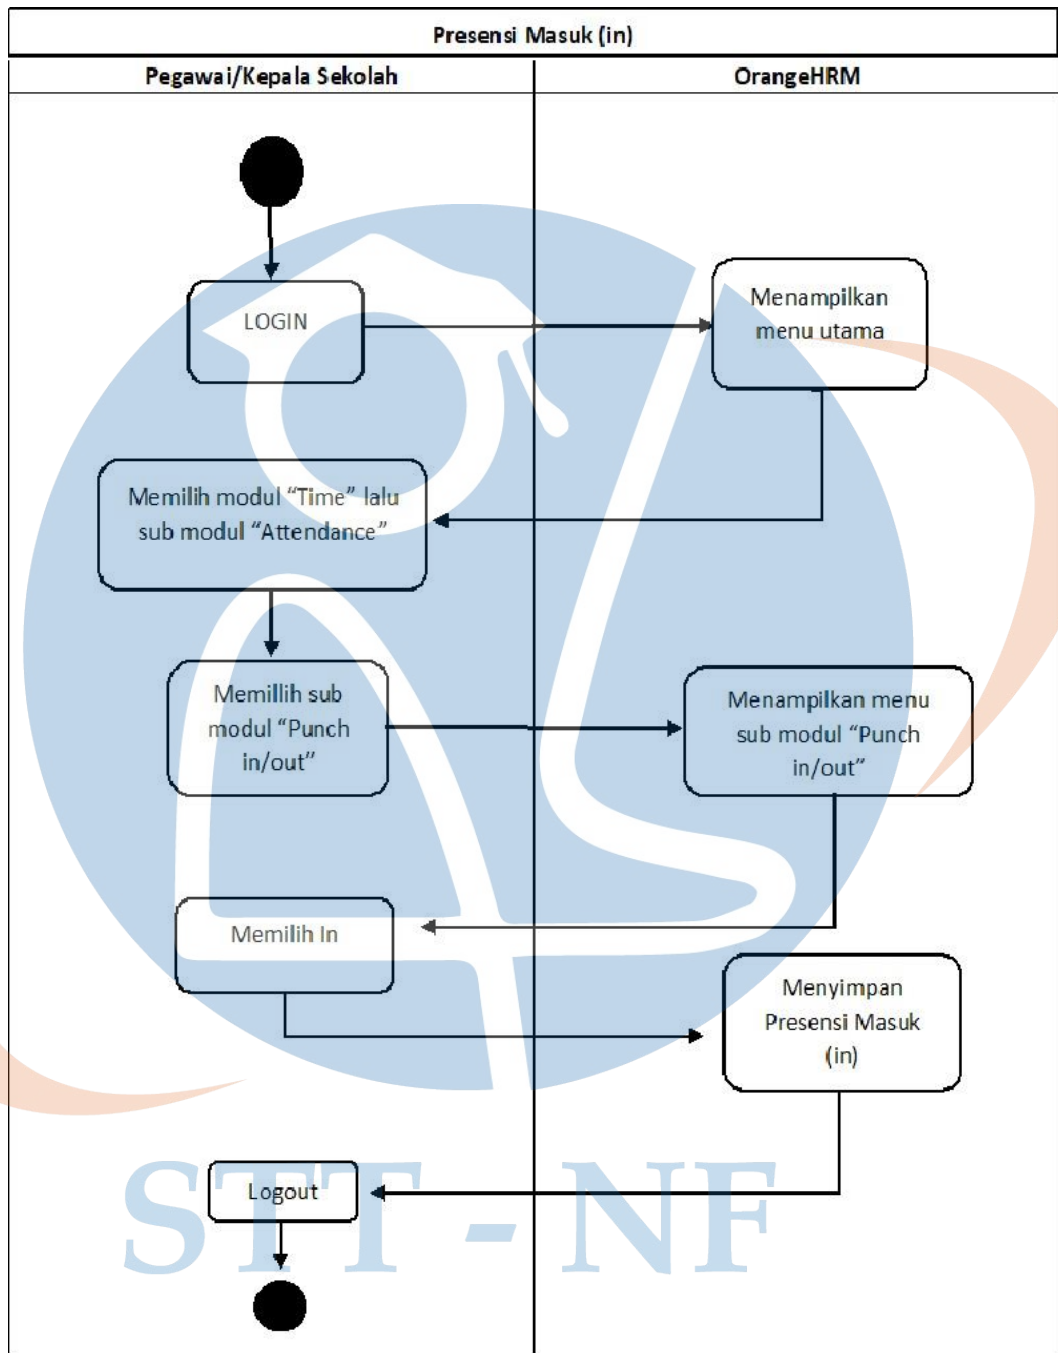 Presensi Masuk (in)
Pegawai/Kepala Sekolah
OrangeHRM
LOGIN
Menampilkan
menu utama
Memilih modul “Time” lalu
sub modul “Attendance”
Memillih sub
modul “Punch
in/out”
Menampilkan menu
sub modul “Punch
in/out”
Memilih In
Menyimpan
Presensi Masuk
(in)
Logout
STT - NF